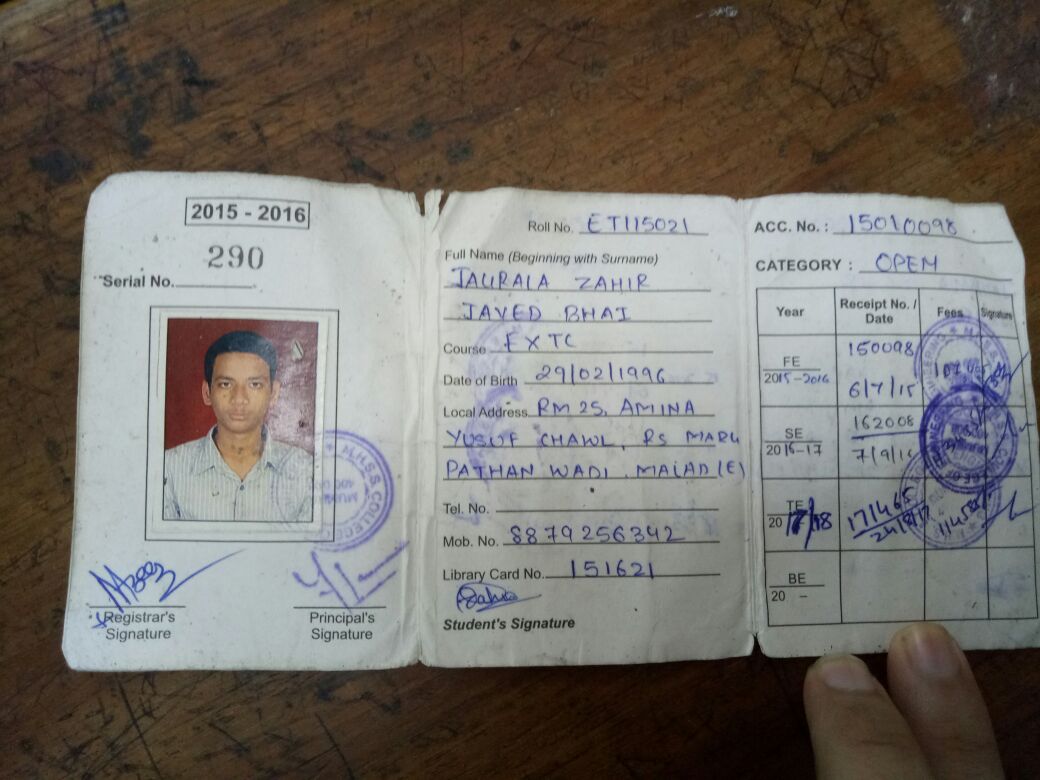 2015 - 2016
290
Serial No.
Registrar's
Signature
Principal's
Signature
Roll No. ET115021
Full Name (Beginning with Surname)
JAURALA ZAHIR
JAVED BHAI
Course EXTC
Date of Birth 29/02/1996
Local Address RM 25, AMINA
YUSUF CHAWL, RS MARG
PATHAN WADI. MALAD (E)
Tel. No.
Mob. No. 8879256342
Library Card No. 151621
Student's Signature
ACC. No. : 15010098
CATEGORY : OPEN
Year Receipt No. / Date Fees Signature
FE 2015-2016 150098 6/7/15
SE 2016-17 162008 7/9/16
TE 2017/18 171465 24/8/17
BE 20 -
M.H.S.S. COLLEGE